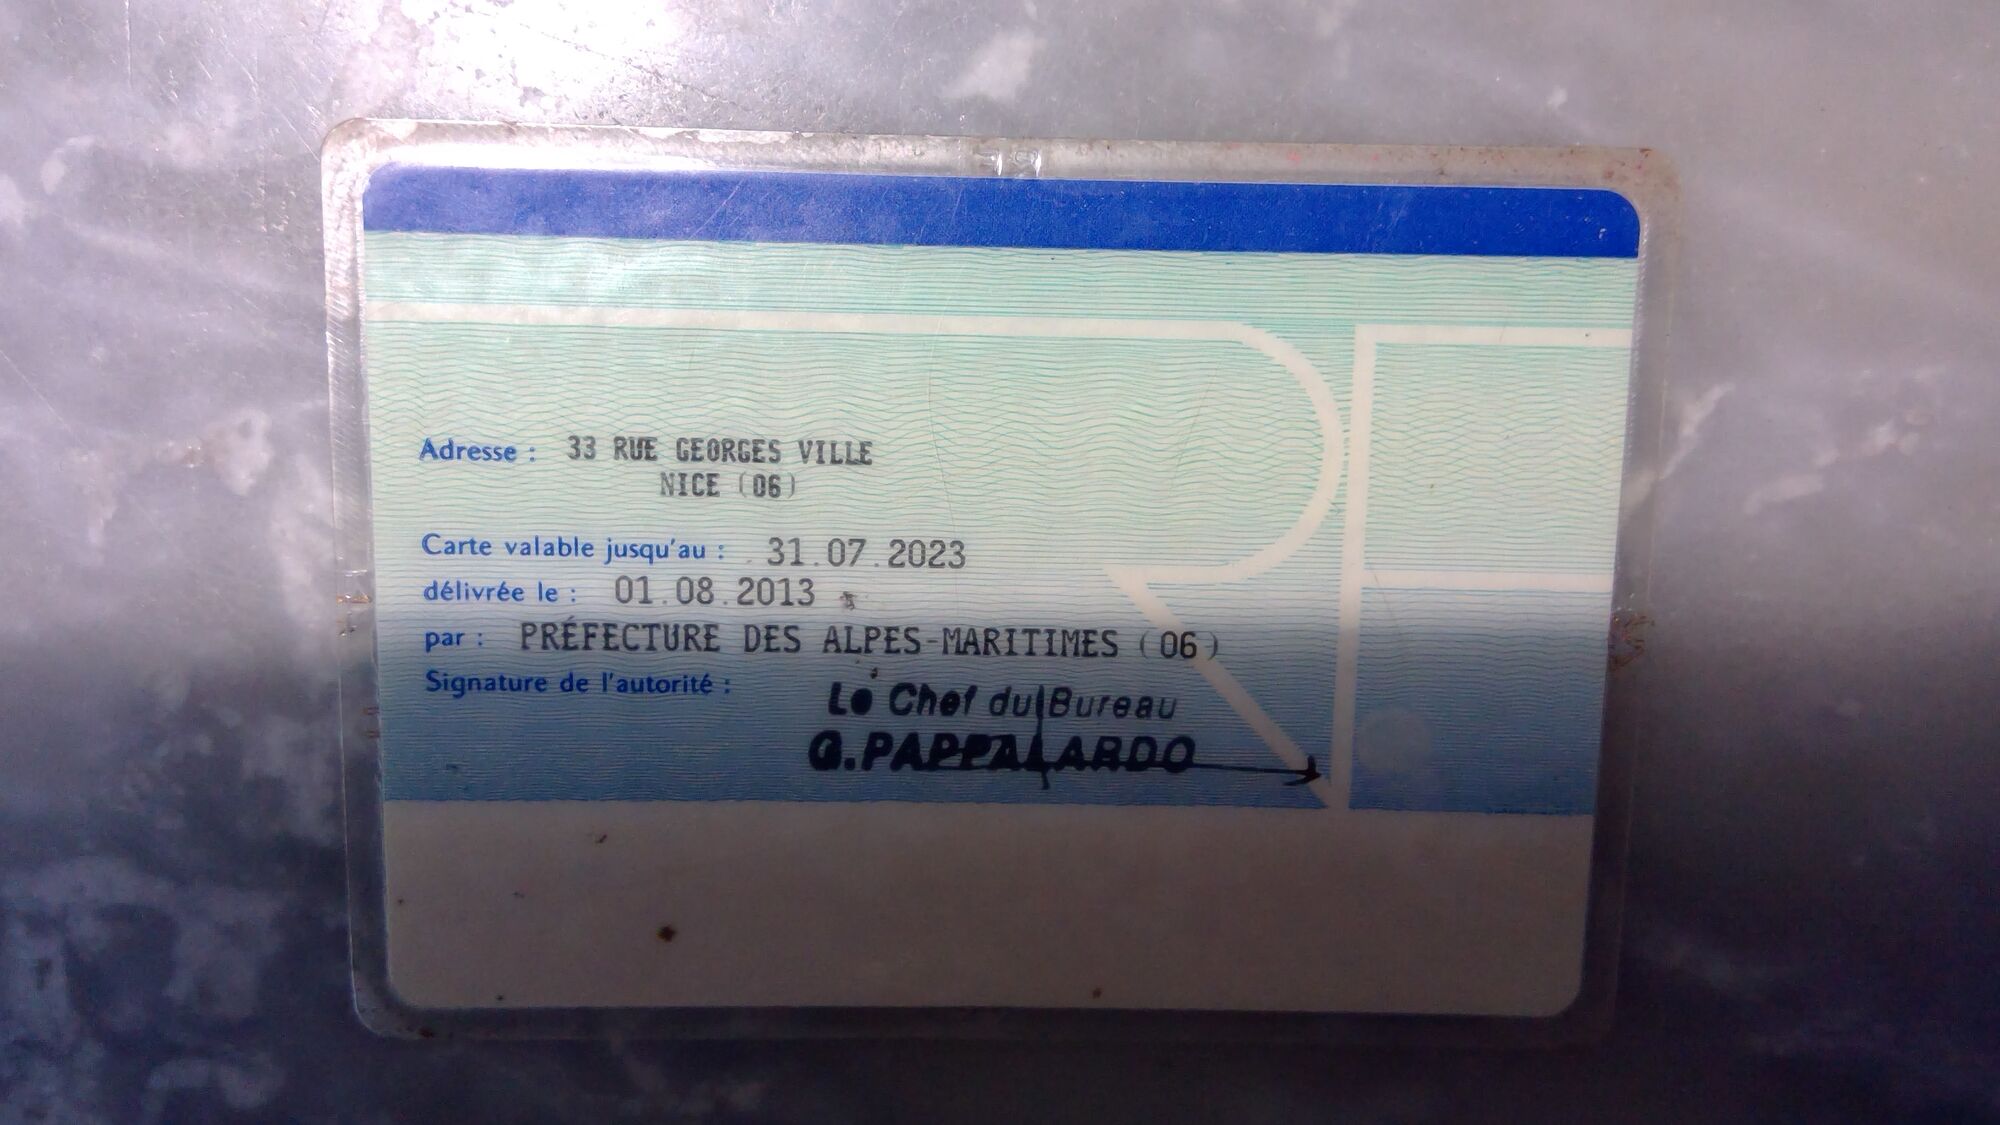 Adresse : 33 RUE GEORGES VILLE
NICE (06)
Carte valable jusqu'au : 31.07.2023
délivrée le : 01.08.2013
par : PRÉFECTURE DES ALPES-MARITIMES (06)
Signature de l'autorité :
Le Chef du Bureau
G.PAPPALARDO
RF